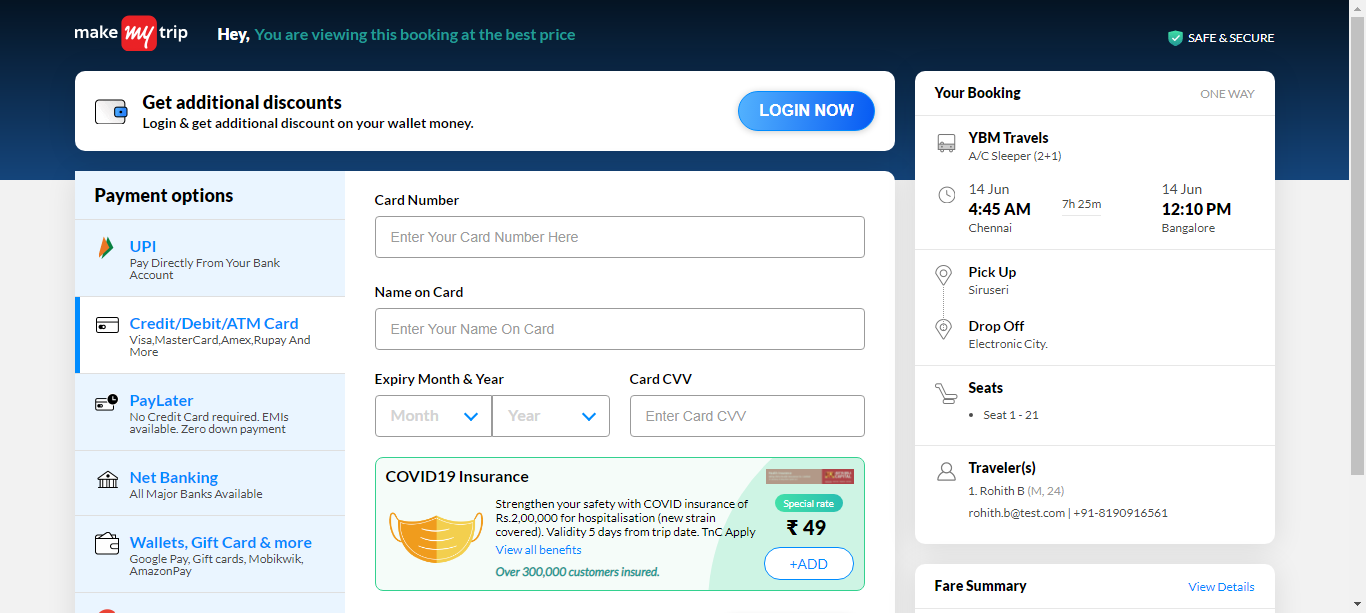 make my trip
Hey, You are viewing this booking at the best price
SAFE & SECURE
Get additional discounts
Login & get additional discount on your wallet money.
LOGIN NOW
Payment options
UPI
Pay Directly From Your Bank
Account
Credit/Debit/ATM Card
Visa,MasterCard,Amex,Rupay And
More
PayLater
No Credit Card required. EMIs
available. Zero down payment
Net Banking
All Major Banks Available
Wallets, Gift Card & more
Google Pay, Gift cards, Mobikwik,
AmazonPay
Card Number
Enter Your Card Number Here
Name on Card
Enter Your Name On Card
Expiry Month & Year
Card CVV
Month
Year
Enter Card CVV
COVID19 Insurance
Strengthen your safety with COVID insurance of
Rs.2,00,000 for hospitalisation (new strain
covered). Validity 5 days from trip date. TnC Apply
View all benefits
Over 300,000 customers insured.
Special rate
₹ 49
+ADD
Your Booking
ONE WAY
YBM Travels
A/C Sleeper (2+1)
14 Jun
4:45 AM
Chennai
7h 25m
14 Jun
12:10 PM
Bangalore
Pick Up
Siruseri
Drop Off
Electronic City.
Seats
• Seat 1 - 21
Traveler(s)
1. Rohith B (M, 24)
rohith.b@test.com | +91-8190916561
Fare Summary
View Details